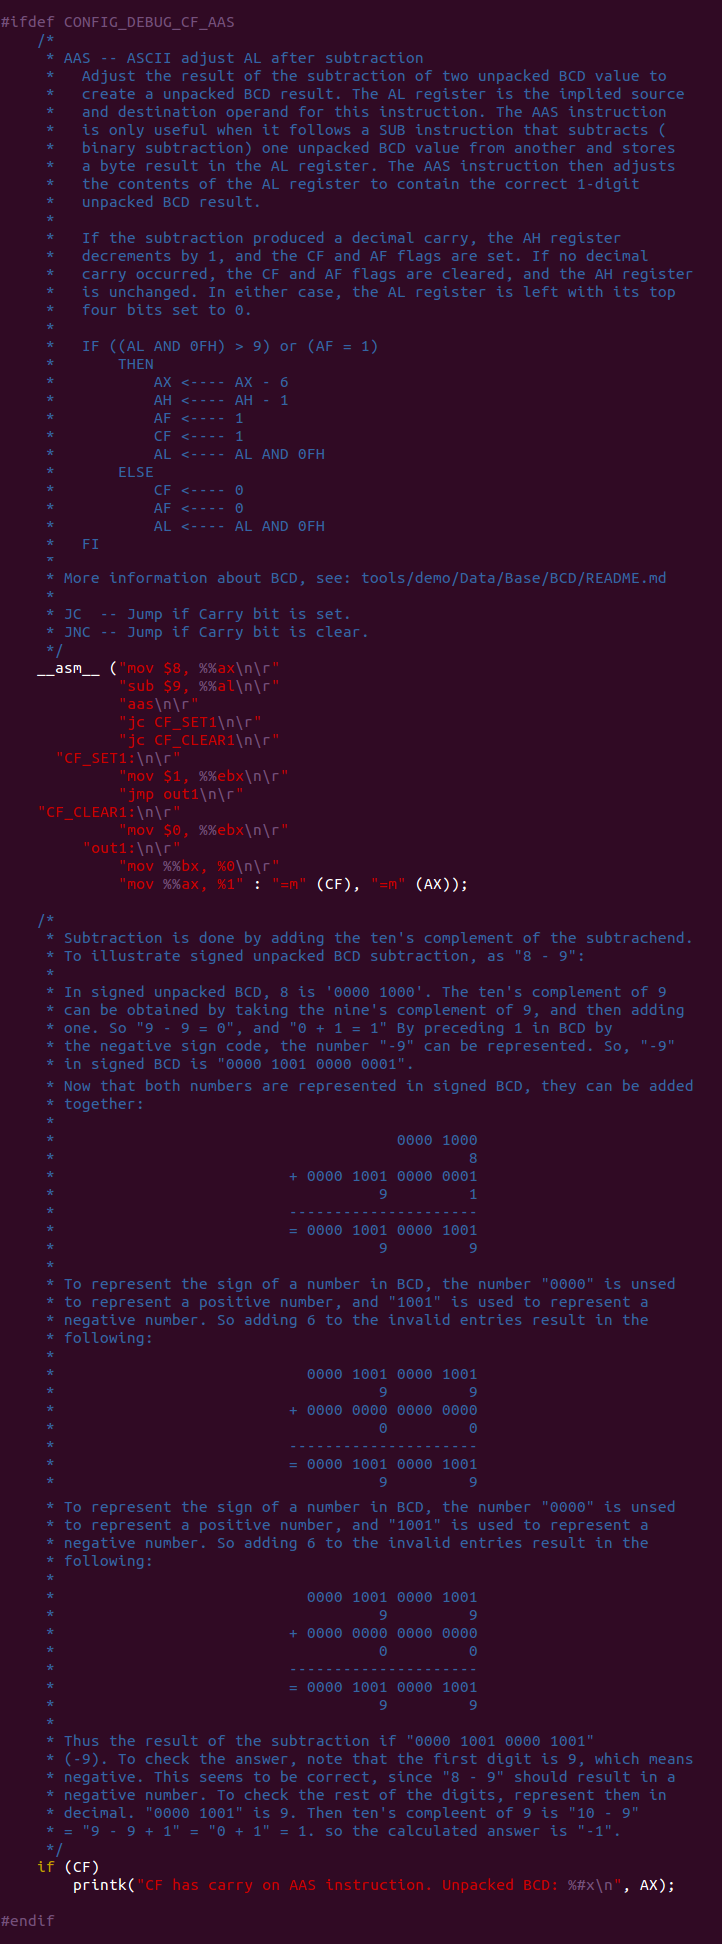 #ifdef CONFIG_DEBUG_CF_AAS
    /*
     * AAS -- ASCII adjust AL after subtraction
     *   Adjust the result of the subtraction of two unpacked BCD value to
     *   create a unpacked BCD result. The AL register is the implied source
     *   and destination operand for this instruction. The AAS instruction
     *   is only useful when it follows a SUB instruction that subtracts (
     *   binary subtraction) one unpacked BCD value from another and stores
     *   a byte result in the AL register. The AAS instruction then adjusts
     *   the contents of the AL register to contain the correct 1-digit
     *   unpacked BCD result.
     *
     *   If the subtraction produced a decimal carry, the AH register
     *   decrements by 1, and the CF and AF flags are set. If no decimal
     *   carry occurred, the CF and AF flags are cleared, and the AH register
     *   is unchanged. In either case, the AL register is left with its top
     *   four bits set to 0.
     *
     *   IF ((AL AND 0FH) > 9) or (AF = 1)
     *       THEN
     *           AX <---- AX - 6
     *           AH <---- AH - 1
     *           AF <---- 1
     *           CF <---- 1
     *           AL <---- AL AND 0FH
     *       ELSE
     *           CF <---- 0
     *           AF <---- 0
     *           AL <---- AL AND 0FH
     *   FI
     *
     * More information about BCD, see: tools/demo/Data/Base/BCD/README.md
     *
     * JC  -- Jump if Carry bit is set.
     * JNC -- Jump if Carry bit is clear.
     */
    __asm__ ("mov $8, %%ax\n\r"
             "sub $9, %%al\n\r"
             "aas\n\r"
             "jc CF_SET1\n\r"
             "jc CF_CLEAR1\n\r"
      "CF_SET1:\n\r"
             "mov $1, %%ebx\n\r"
             "jmp out1\n\r"
    "CF_CLEAR1:\n\r"
             "mov $0, %%ebx\n\r"
         "out1:\n\r"
             "mov %%bx, %0\n\r"
             "mov %%ax, %1" : "=m" (CF), "=m" (AX));

    /*
     * Subtraction is done by adding the ten's complement of the subtrachend.
     * To illustrate signed unpacked BCD subtraction, as "8 - 9":
     *
     * In signed unpacked BCD, 8 is '0000 1000'. The ten's complement of 9
     * can be obtained by taking the nine's complement of 9, and then adding
     * one. So "9 - 9 = 0", and "0 + 1 = 1" By preceding 1 in BCD by
     * the negative sign code, the number "-9" can be represented. So, "-9"
     * in signed BCD is "0000 1001 0000 0001".
     * Now that both numbers are represented in signed BCD, they can be added
     * together:
     *
     *                                      0000 1000
     *                                              8
     *                          + 0000 1001 0000 0001
     *                                    9         1
     *                          ---------------------
     *                          = 0000 1001 0000 1001
     *                                    9         9
     *
     * To represent the sign of a number in BCD, the number "0000" is unsed
     * to represent a positive number, and "1001" is used to represent a
     * negative number. So adding 6 to the invalid entries result in the
     * following:
     *
     *                            0000 1001 0000 1001
     *                                    9         9
     *                          + 0000 0000 0000 0000
     *                                    0         0
     *                          ---------------------
     *                          = 0000 1001 0000 1001
     *                                    9         9
     * To represent the sign of a number in BCD, the number "0000" is unsed
     * to represent a positive number, and "1001" is used to represent a
     * negative number. So adding 6 to the invalid entries result in the
     * following:
     *
     *                            0000 1001 0000 1001
     *                                    9         9
     *                          + 0000 0000 0000 0000
     *                                    0         0
     *                          ---------------------
     *                          = 0000 1001 0000 1001
     *                                    9         9
     *
     * Thus the result of the subtraction if "0000 1001 0000 1001"
     * (-9). To check the answer, note that the first digit is 9, which means
     * negative. This seems to be correct, since "8 - 9" should result in a
     * negative number. To check the rest of the digits, represent them in
     * decimal. "0000 1001" is 9. Then ten's compleent of 9 is "10 - 9"
     * = "9 - 9 + 1" = "0 + 1" = 1. so the calculated answer is "-1".
     */
    if (CF)
        printk("CF has carry on AAS instruction. Unpacked BCD: %#x\n", AX);

#endif